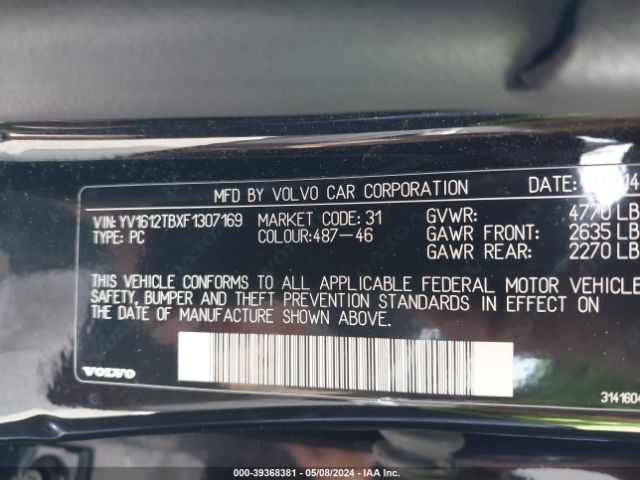 MFD BY VOLVO CAR CORPORATION DATE:
VIN: YV1612TBXF1307169 MARKET CODE: 31 GVWR: 4770 LB
TYPE: PC COLOUR:487-46 GAWR FRONT: 2635 LB
GAWR REAR: 2270 LB
THIS VEHICLE CONFORMS TO ALL APPLICABLE FEDERAL MOTOR VEHICLE
SAFETY, BUMPER AND THEFT PREVENTION STANDARDS IN EFFECT ON
THE DATE OF MANUFACTURE SHOWN ABOVE.
VOLVO
3141604
000-39368381 | 05/08/2024 | IAA Inc.